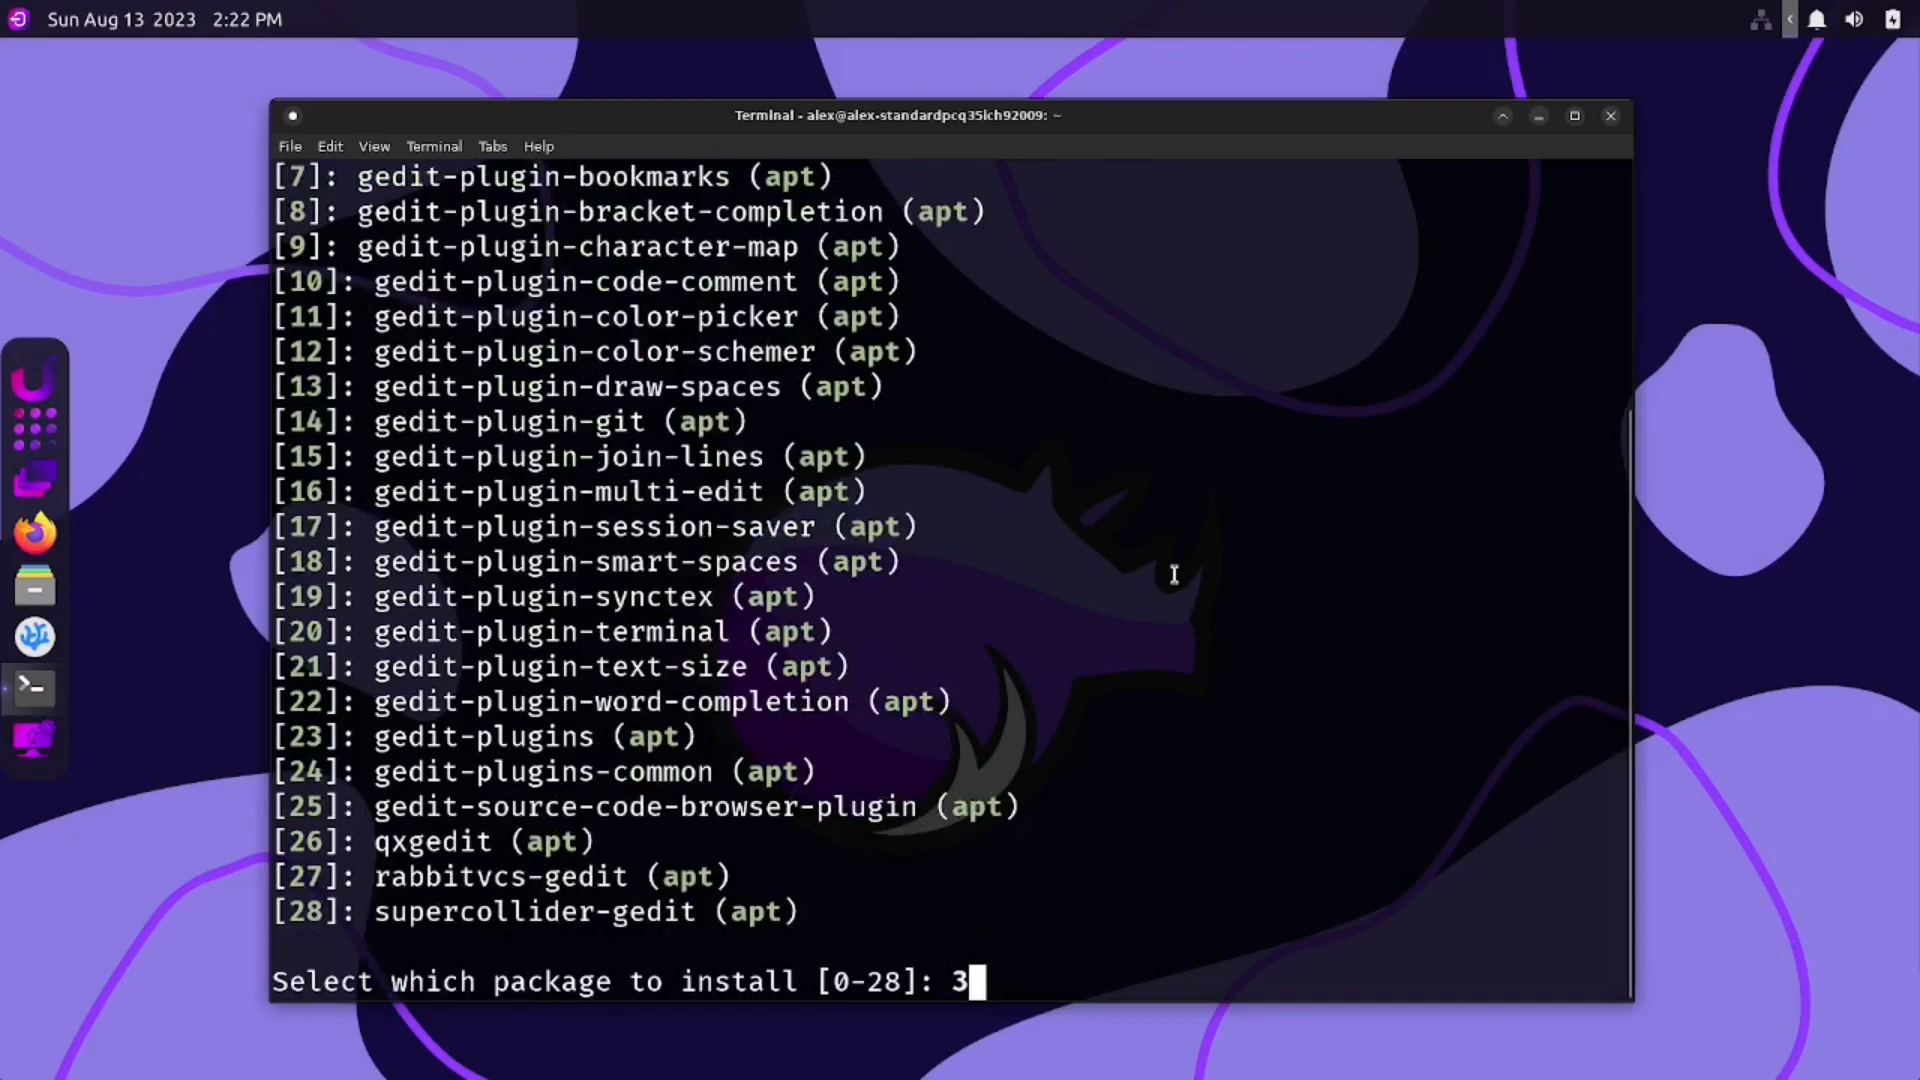 Sun Aug 13 2023 2:22 PM
Terminal - alex@alex-standardpcq35ich92009: ~
File Edit View Terminal Tabs Help
[7]: gedit-plugin-bookmarks (apt)
[8]: gedit-plugin-bracket-completion (apt)
[9]: gedit-plugin-character-map (apt)
[10]: gedit-plugin-code-comment (apt)
[11]: gedit-plugin-color-picker (apt)
[12]: gedit-plugin-color-schemer (apt)
[13]: gedit-plugin-draw-spaces (apt)
[14]: gedit-plugin-git (apt)
[15]: gedit-plugin-join-lines (apt)
[16]: gedit-plugin-multi-edit (apt)
[17]: gedit-plugin-session-saver (apt)
[18]: gedit-plugin-smart-spaces (apt)
[19]: gedit-plugin-synctex (apt)
[20]: gedit-plugin-terminal (apt)
[21]: gedit-plugin-text-size (apt)
[22]: gedit-plugin-word-completion (apt)
[23]: gedit-plugins (apt)
[24]: gedit-plugins-common (apt)
[25]: gedit-source-code-browser-plugin (apt)
[26]: qxgedit (apt)
[27]: rabbitvcs-gedit (apt)
[28]: supercollider-gedit (apt)
Select which package to install [0-28]: 3